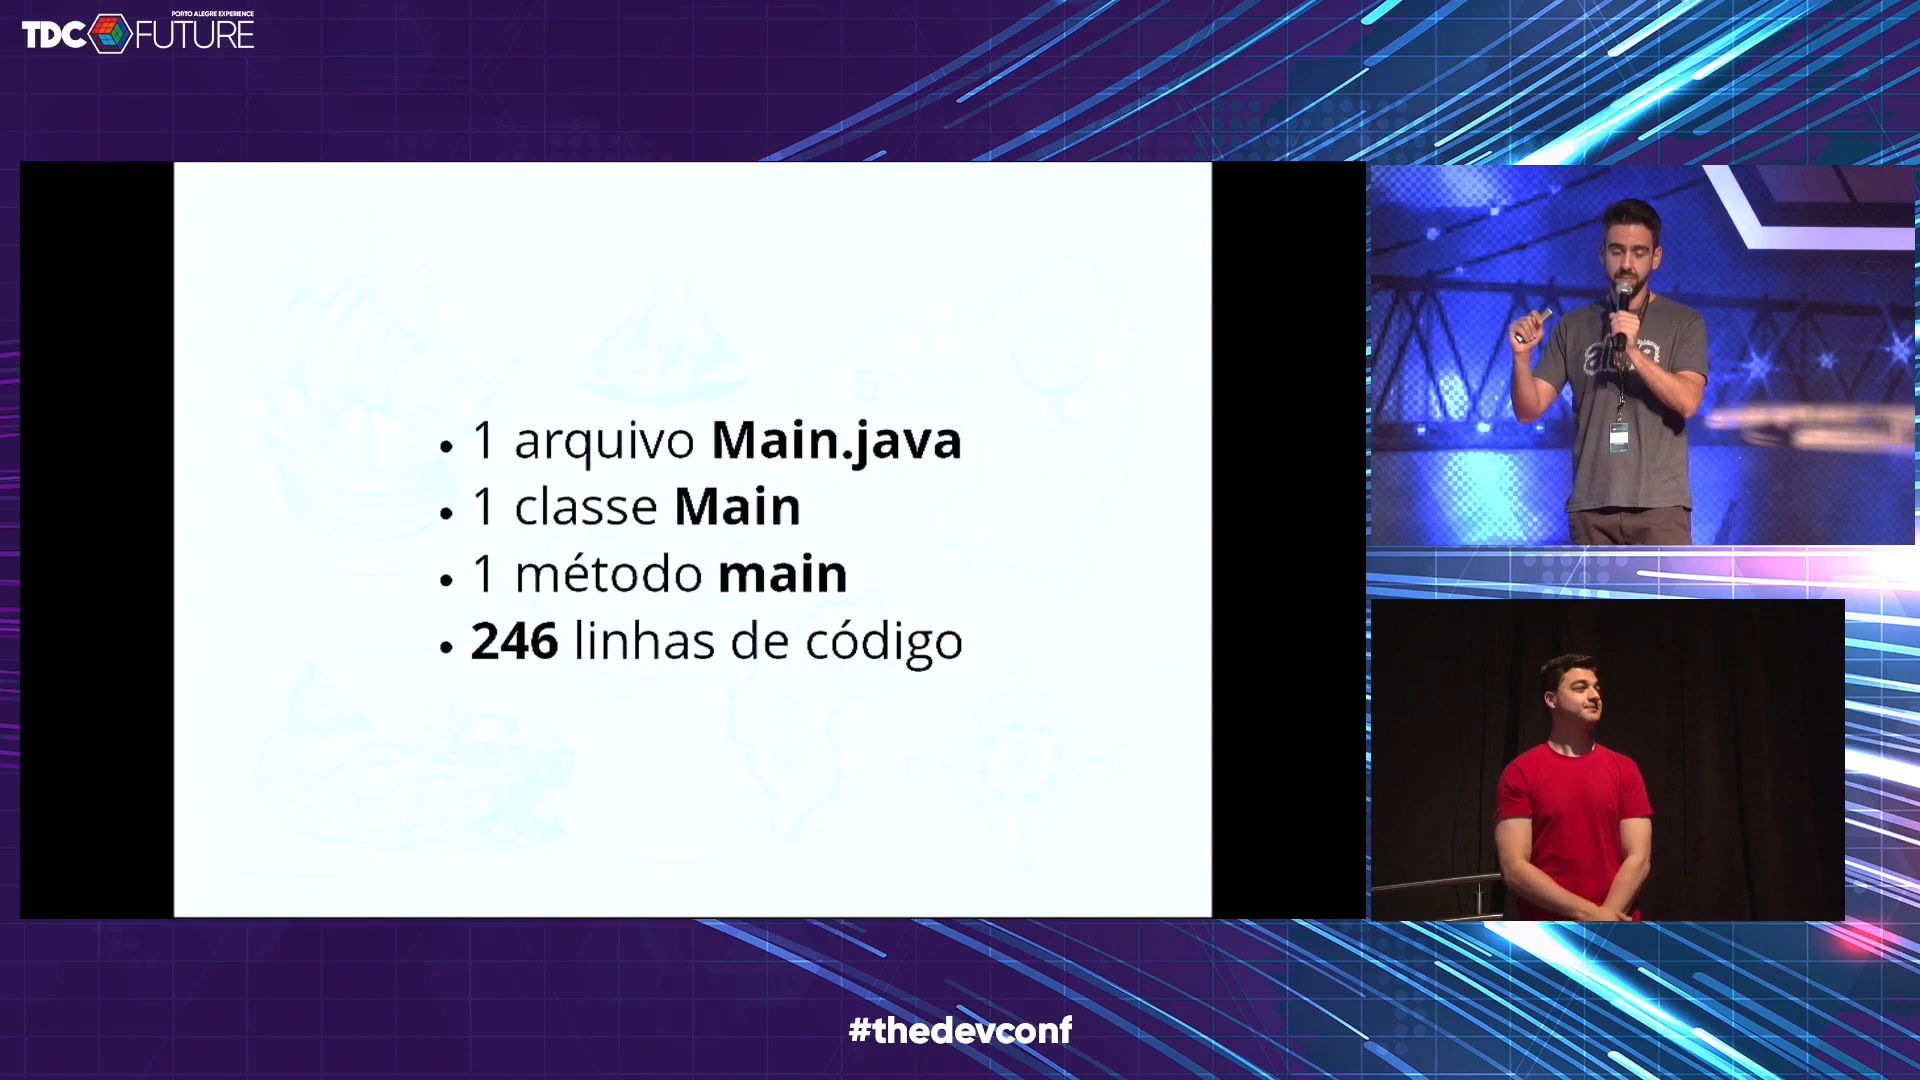 PORTO ALEGRE EXPERIENCE
TDC FUTURE
• 1 arquivo Main.java
• 1 classe Main
• 1 método main
• 246 linhas de código
#thedevconf